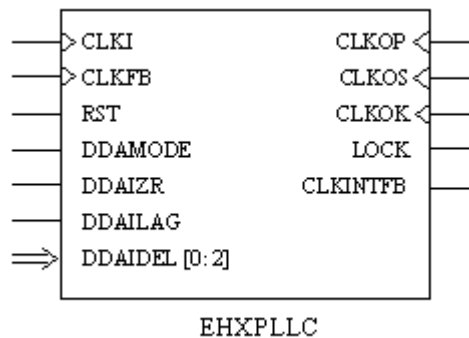 CLKI CLKOP
CLKFB CLKOS
RST CLKOK
DDAMODE LOCK
DDAIZR CLKINTFB
DDAILAG
DDAIDEL [0:2]
EHXPLLC